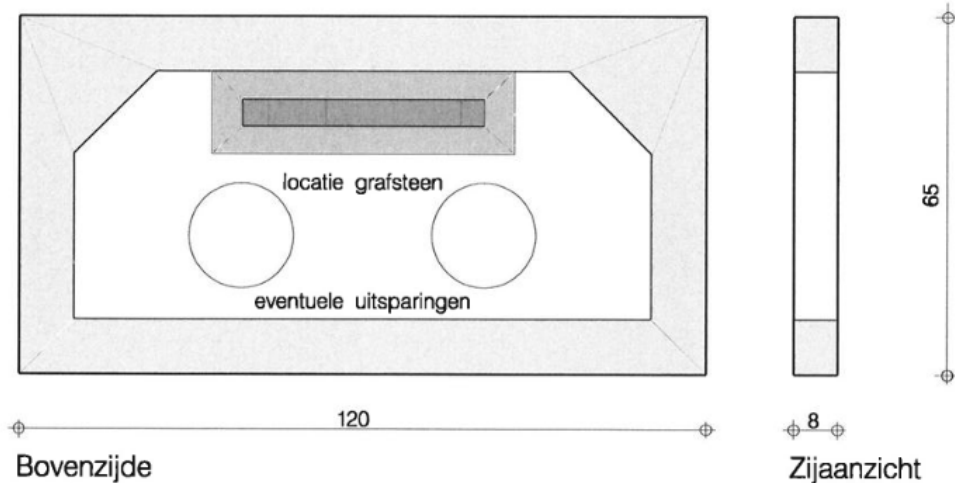 locatie grafsteen
eventuele uitsparingen
65
120
8
Bovenzijde
Zijaanzicht